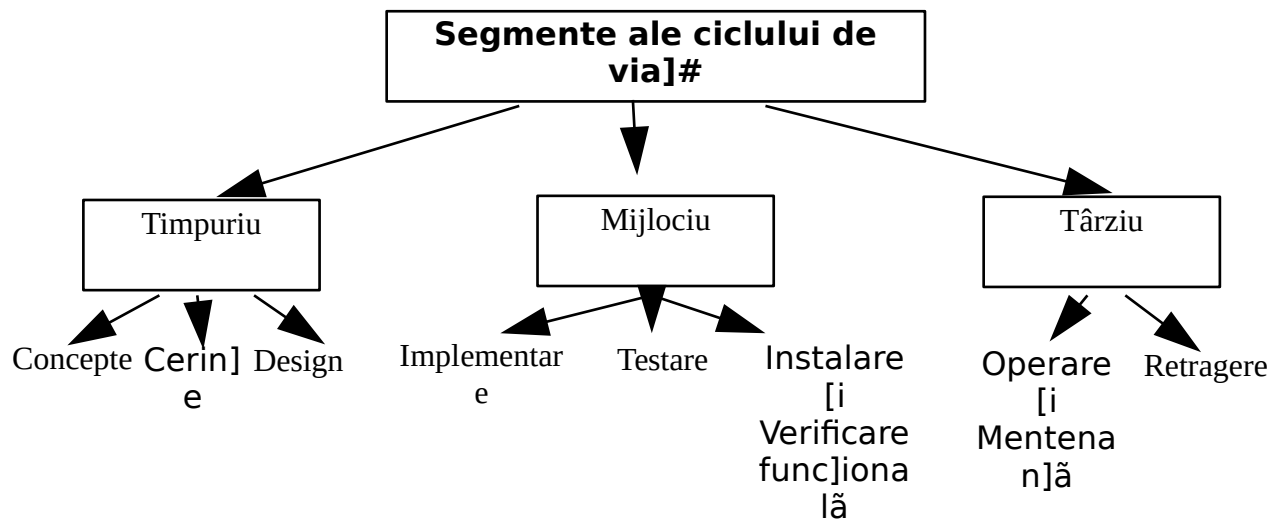 Segmente ale ciclului de
via]#
Timpuriu
Mijlociu
Târziu
Concepte
Cerin]
e
Design
Implementar
e
Testare
Instalare
[i
Verificare
func]iona
lã
Operare
[i
Mentena
n]ã
Retragere